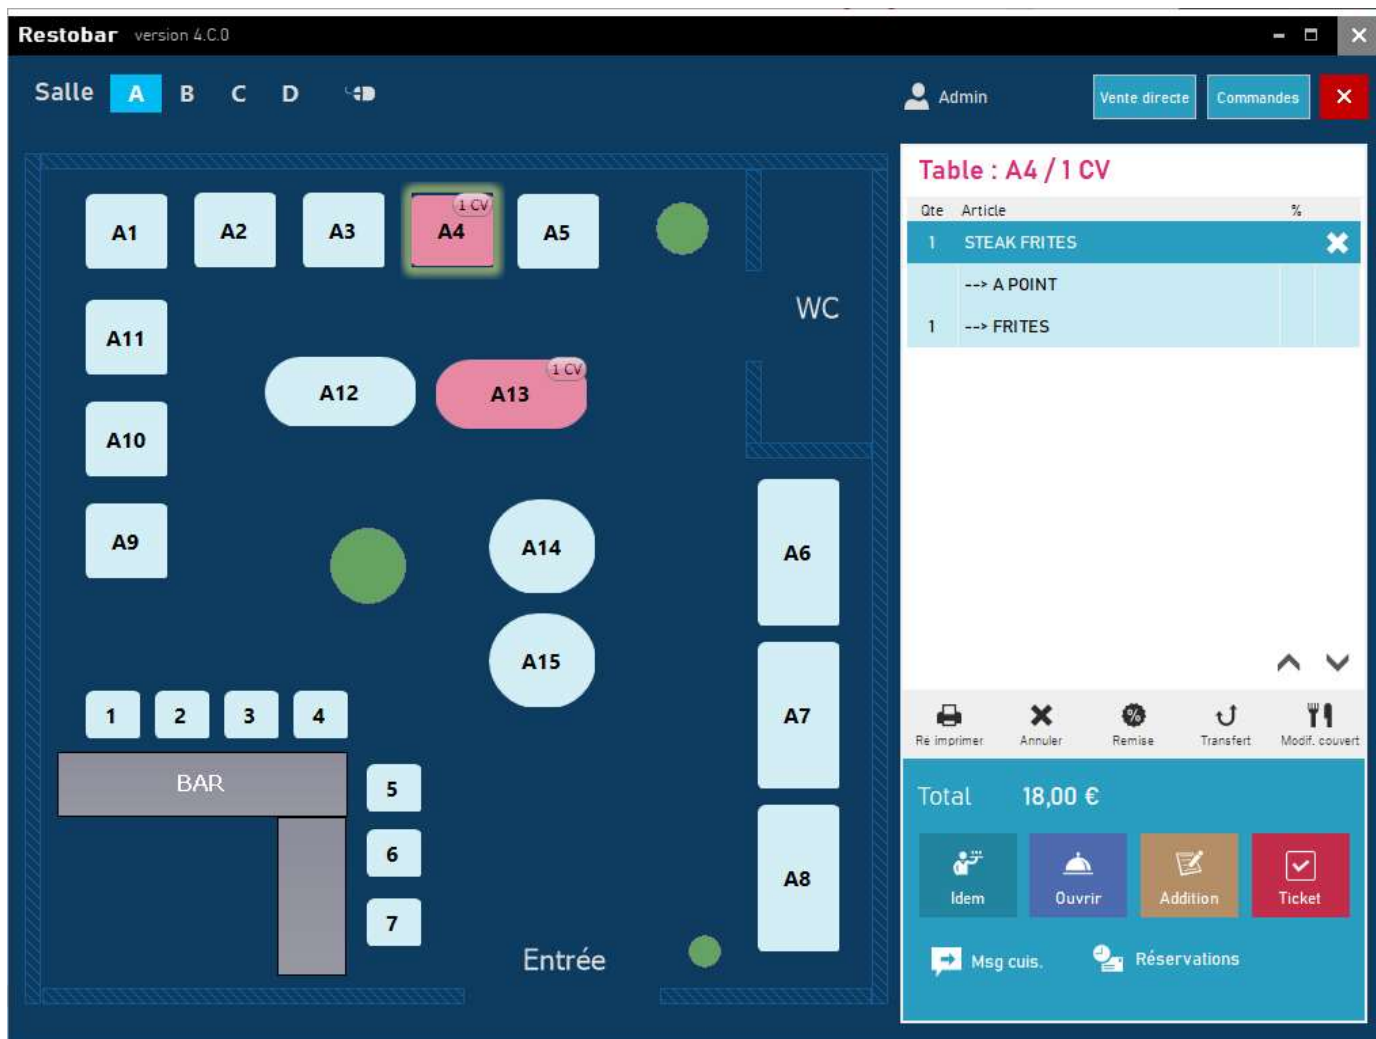 Restobar version 4.C.0
Salle A B C D
Admin
Vente directe
Commandes
A1
A2
A3
1 CV
A4
A5
WC
A11
A12
1 CV
A13
A10
A9
A14
A6
A15
1
2
3
4
A7
BAR
5
6
A8
7
Entrée
Table : A4 / 1 CV
Qte Article %
1 STEAK FRITES
--> A POINT
1 --> FRITES
Ré imprimer
Annuler
Remise
Transfert
Modif. couvert
Total 18,00 €
Idem
Ouvrir
Addition
Ticket
Msg cuis.
Réservations